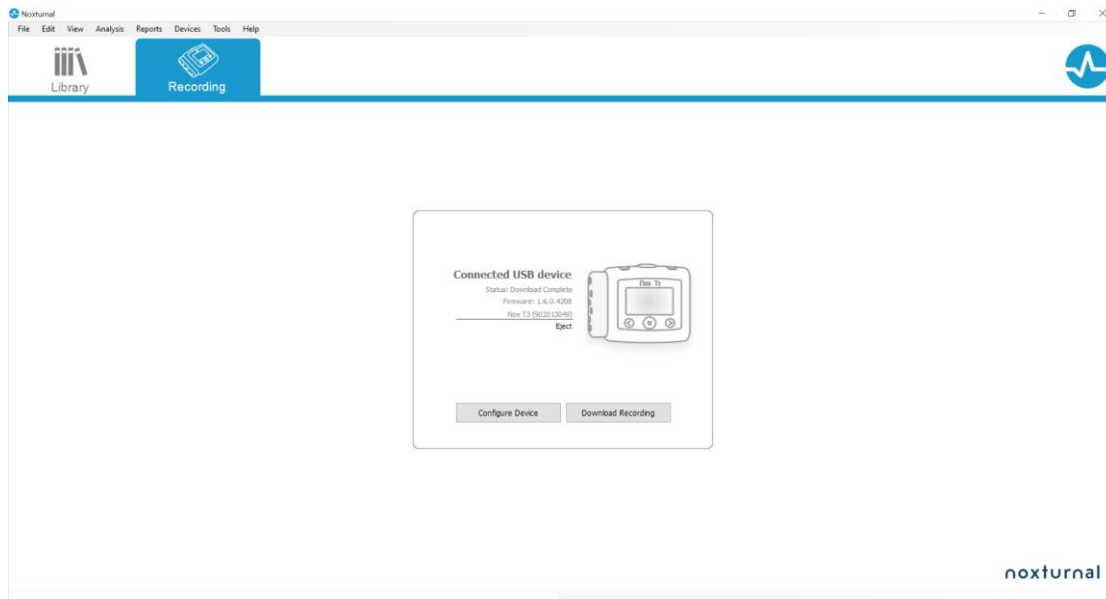 Noxturnal
File Edit View Analysis Reports Devices Tools Help
Library
Recording
Connected USB device
Status: Download Complete
Firmware: 1.6.0.4208
Nox T3 (902013049)
Eject
Nox T3
Configure Device Download Recording
noxturnal